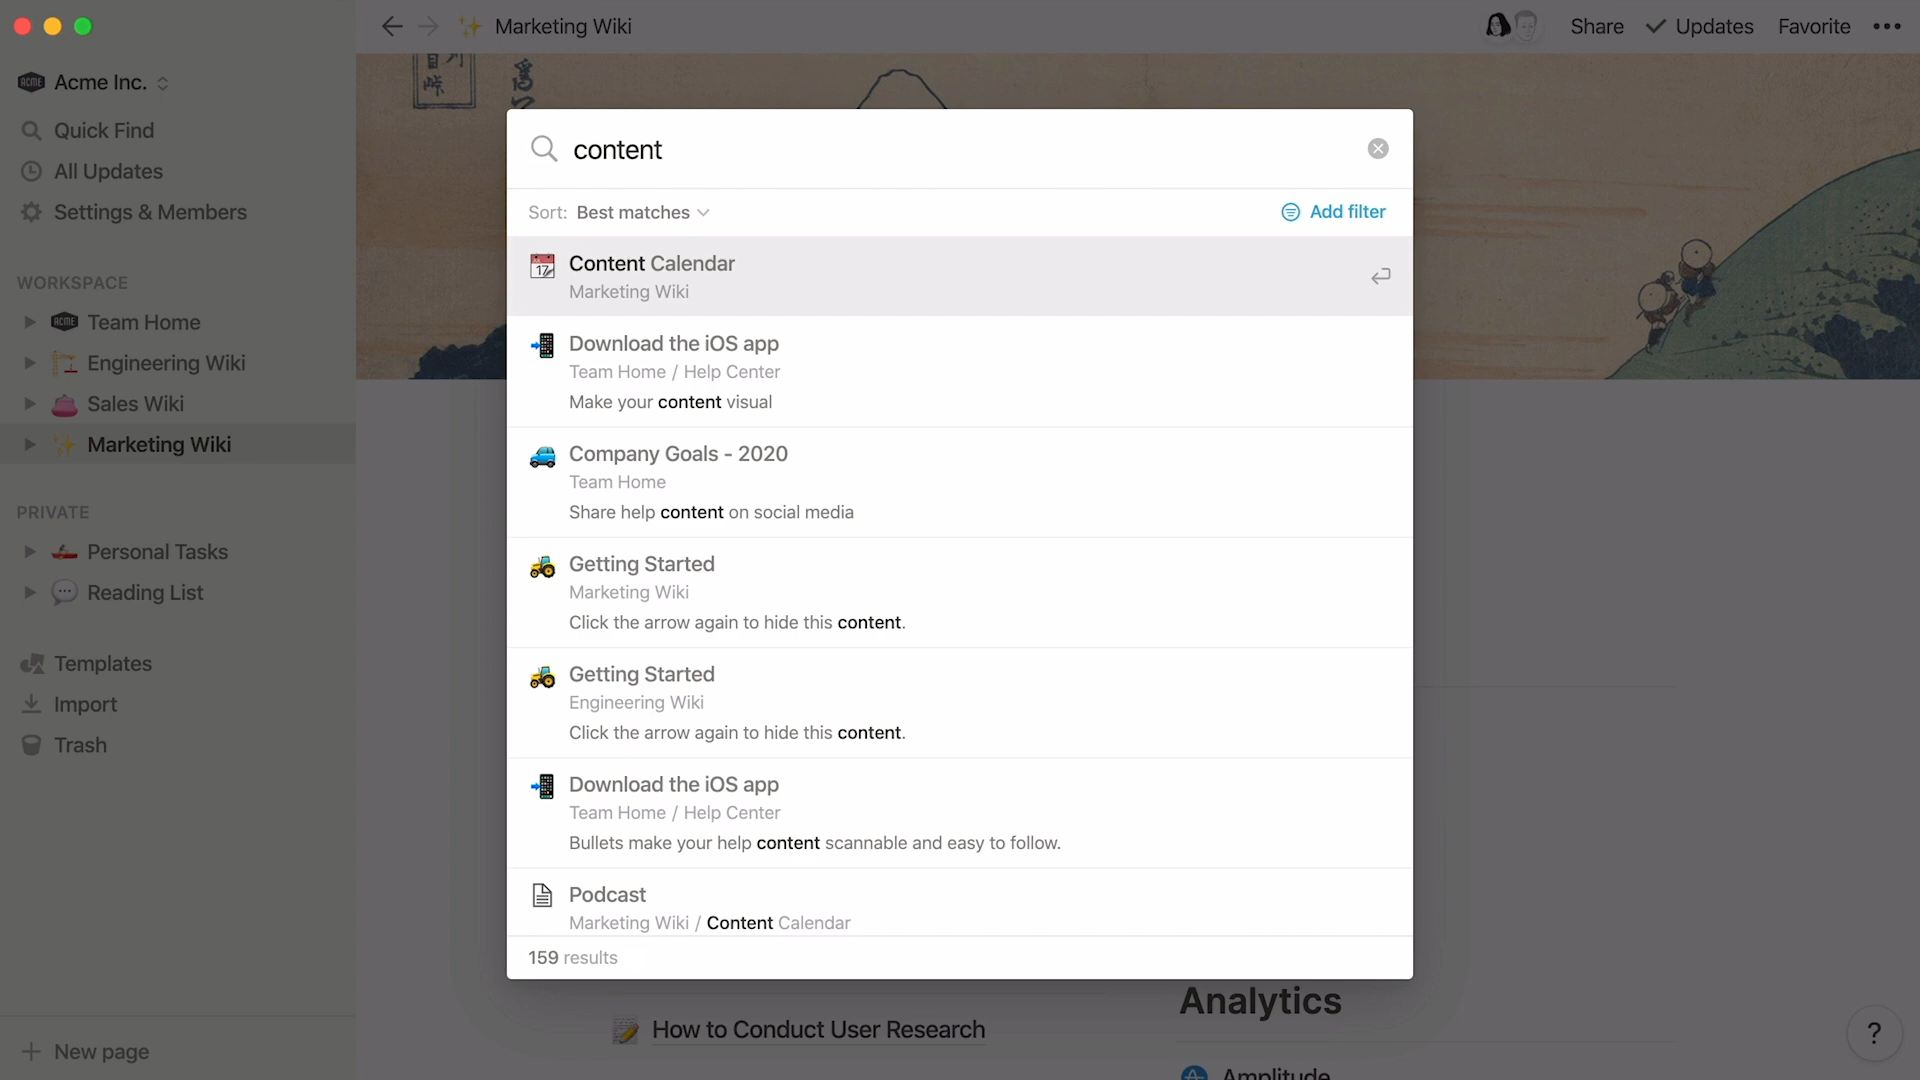 Marketing Wiki
Share
Updates
Favorite
ACME
Acme Inc.
Quick Find
All Updates
Settings & Members
WORKSPACE
ACME
Team Home
Engineering Wiki
Sales Wiki
Marketing Wiki
PRIVATE
Personal Tasks
Reading List
Templates
Import
Trash
New page
content
Sort: Best matches
Add filter
17
Content Calendar
Marketing Wiki
Download the iOS app
Team Home / Help Center
Make your content visual
Company Goals - 2020
Team Home
Share help content on social media
Getting Started
Marketing Wiki
Click the arrow again to hide this content.
Getting Started
Engineering Wiki
Click the arrow again to hide this content.
Download the iOS app
Team Home / Help Center
Bullets make your help content scannable and easy to follow.
Podcast
Marketing Wiki / Content Calendar
159 results
How to Conduct User Research
Analytics
Amplitude
?